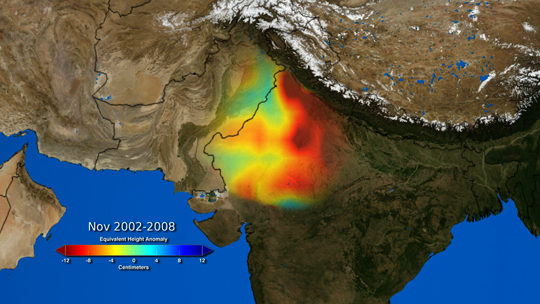 Nov 2002-2008
Equivalent Height Anomaly
-12 -8 -4 0 4 8 12
Centimeters